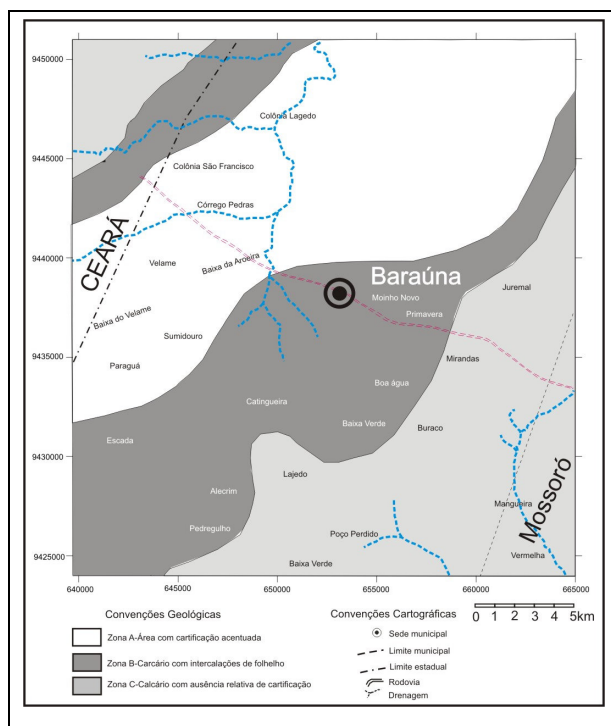 9450000
Colônia Lagedo
9445000
Colônia São Francisco
Córrego Pedras
CEARÁ
9440000
Velame
Baixa da Aroeira
Baraúna
Juremal
Moinho Novo
Primavera
Baixa do Velame
Sumidouro
9435000
Paraguá
Mirandas
Boa água
Catingueira
Baixa Verde
Buraco
Escada
9430000
Lajedo
Alecrim
Mangueira
Mossoró
Pedregulho
Poço Perdido
9425000
Baixa Verde
Vermelha
640000 645000 650000 655000 660000 665000
Convenções Geológicas
Zona A-Área com cartificação acentuada
Zona B-Carcário com intercalações de folhelho
Zona C-Calcário com ausência relativa de cartificação
Convenções Cartográficas
Sede municipal
Limite municipal
Limite estadual
Rodovia
Drenagem
0 1 2 3 4 5km